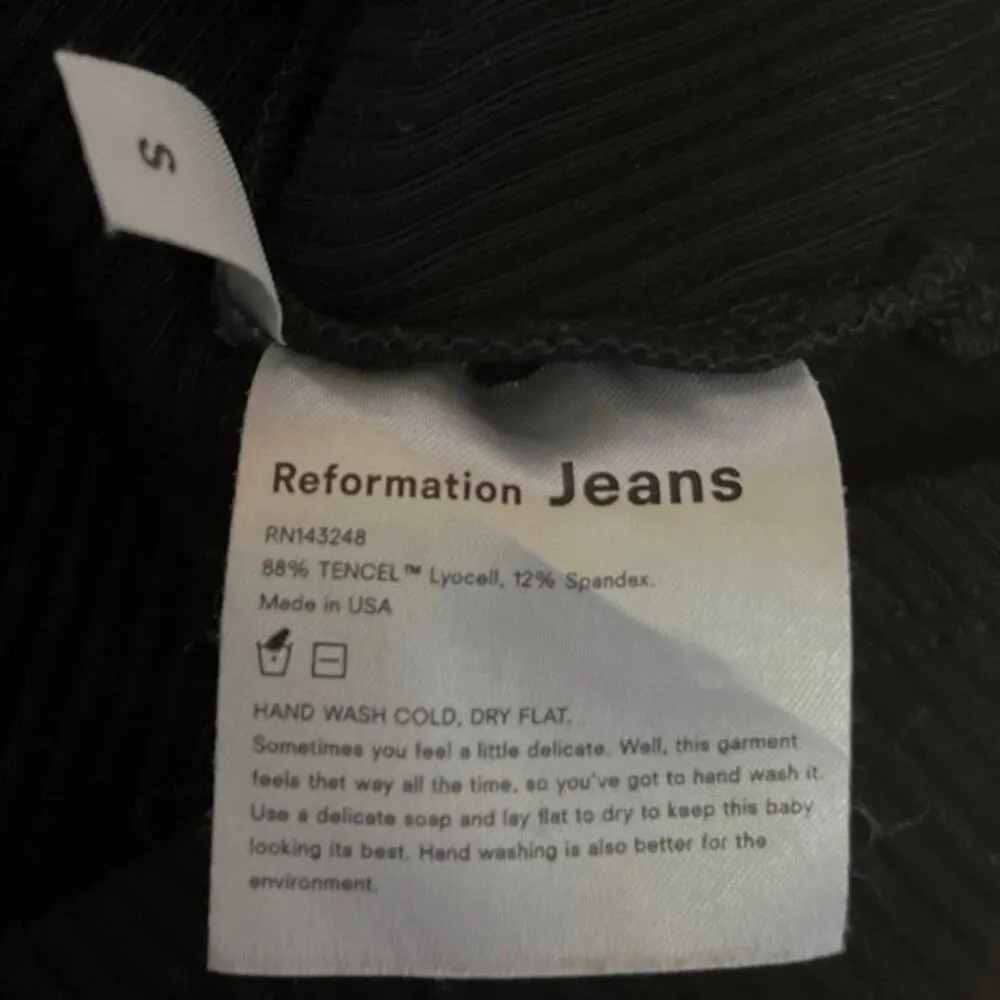 S
Reformation Jeans
RN143248
88% TENCEL™ Lyocell, 12% Spandex.
Made in USA
HAND WASH COLD, DRY FLAT.
Sometimes you feel a little delicate. Well, this garment
feels that way all the time, so you've got to hand wash it.
Use a delicate soap and lay flat to dry to keep this baby
looking its best. Hand washing is also better for the
environment.